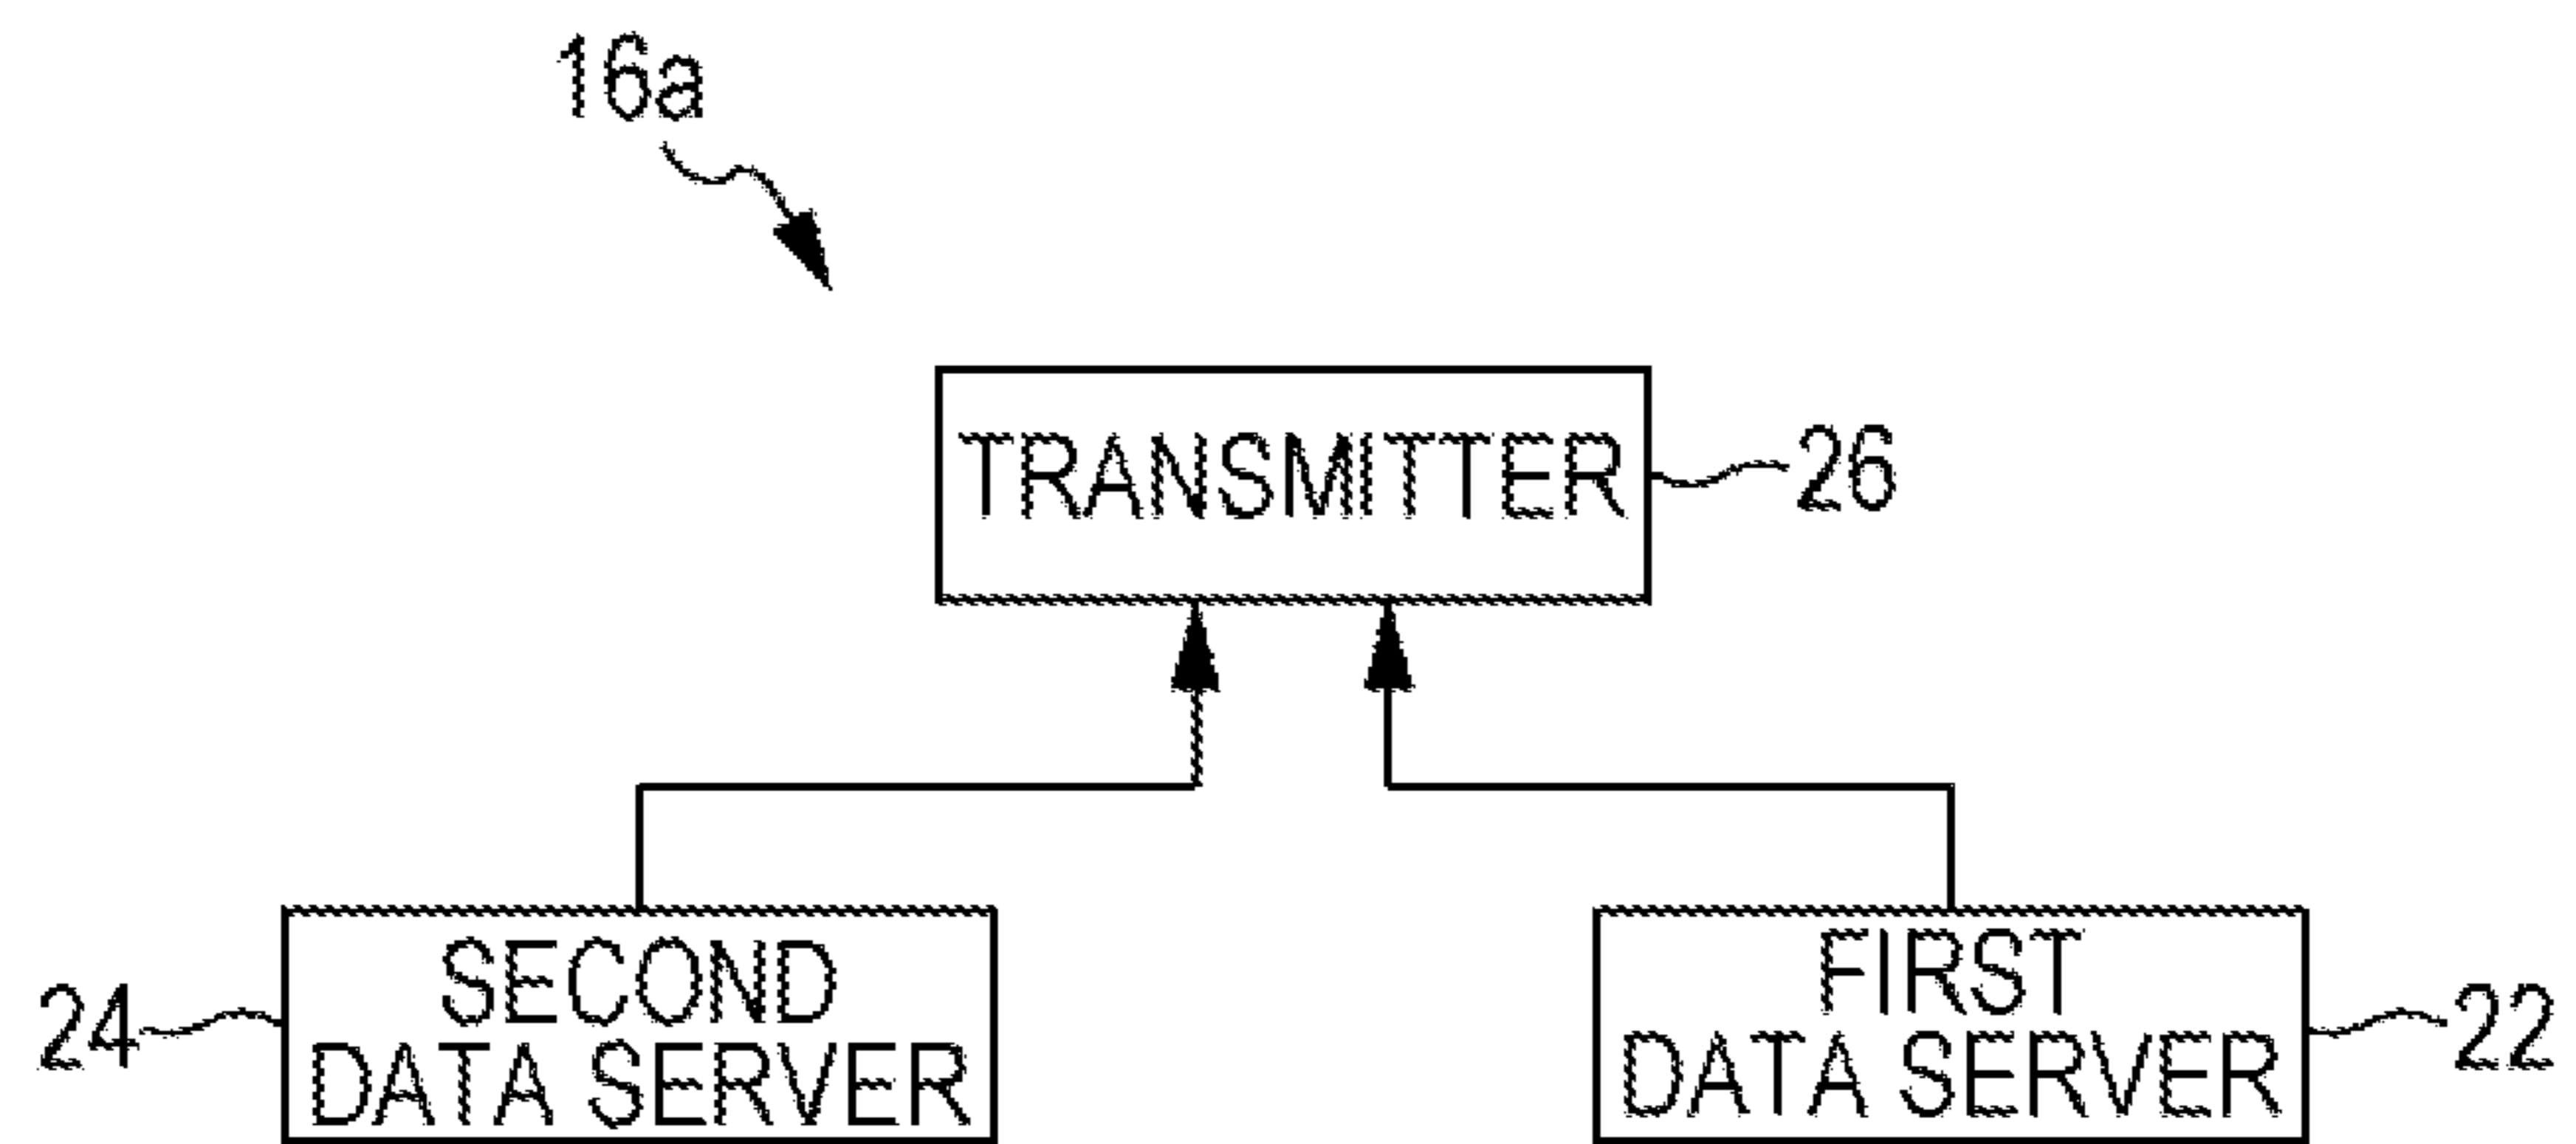 16a
TRANSMITTER
26
24
SECOND
DATA SERVER
FIRST
DATA SERVER
22